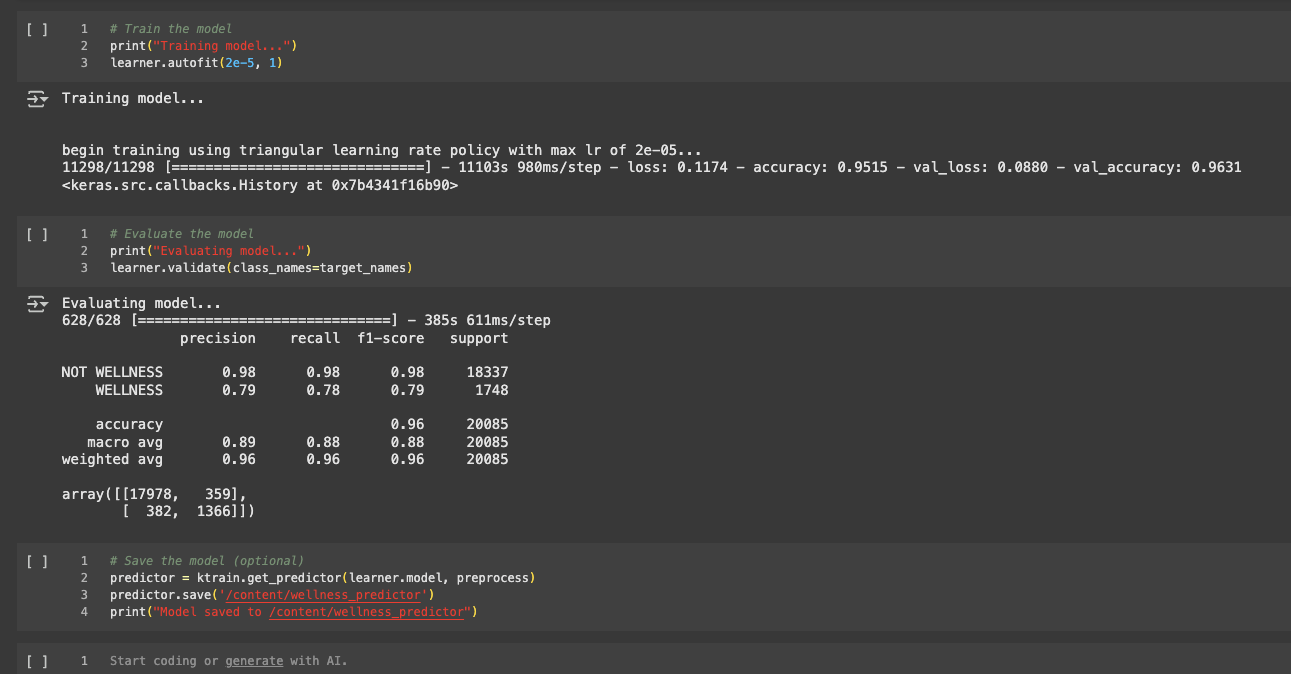 [ ] 1 # Train the model
2 print("Training model...")
3 learner.autofit(2e-5, 1)
Training model...
begin training using triangular learning rate policy with max lr of 2e-05...
11298/11298 [==============================] - 11103s 980ms/step - loss: 0.1174 - accuracy: 0.9515 - val_loss: 0.0880 - val_accuracy: 0.9631
<keras.src.callbacks.History at 0x7b4341f16b90>
[ ] 1 # Evaluate the model
2 print("Evaluating model...")
3 learner.validate(class_names=target_names)
Evaluating model...
628/628 [==============================] - 385s 611ms/step
precision recall f1-score support
NOT WELLNESS 0.98 0.98 0.98 18337
WELLNESS 0.79 0.78 0.79 1748
accuracy 0.96 20085
macro avg 0.89 0.88 0.88 20085
weighted avg 0.96 0.96 0.96 20085
array([[17978, 359],
[ 382, 1366]])
[ ] 1 # Save the model (optional)
2 predictor = ktrain.get_predictor(learner.model, preprocess)
3 predictor.save('/content/wellness_predictor')
4 print("Model saved to /content/wellness_predictor")
[ ] 1 Start coding or generate with AI.